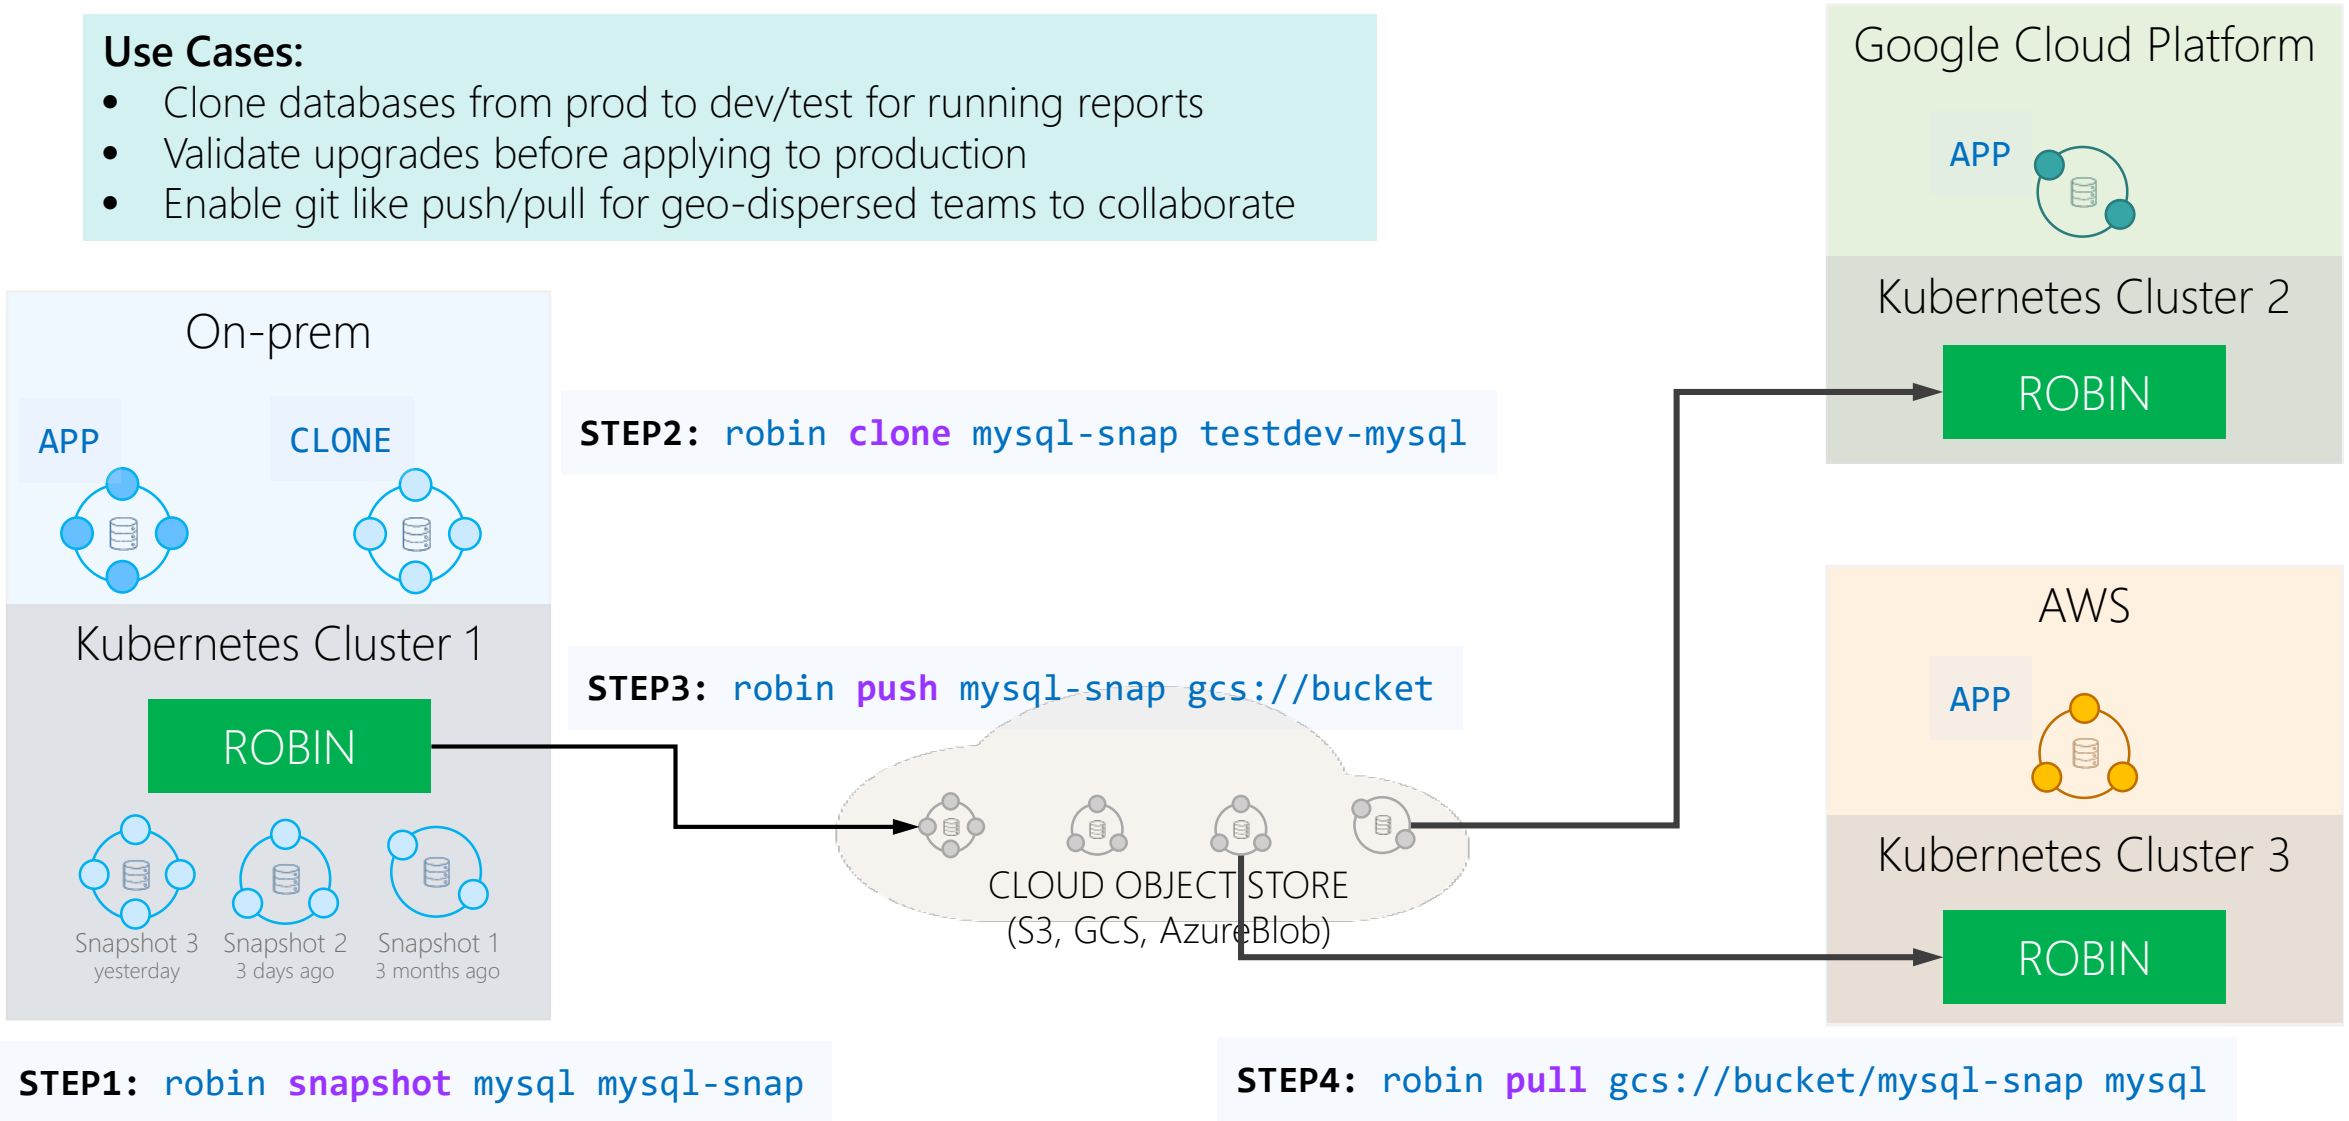 Use Cases:
• Clone databases from prod to dev/test for running reports
• Validate upgrades before applying to production
• Enable git like push/pull for geo-dispersed teams to collaborate
Google Cloud Platform
APP
Kubernetes Cluster 2
ROBIN
On-prem
APP
CLONE
STEP2: robin clone mysql-snap testdev-mysql
Kubernetes Cluster 1
ROBIN
Snapshot 3
yesterday
Snapshot 2
3 days ago
Snapshot 1
3 months ago
STEP3: robin push mysql-snap gcs://bucket
CLOUD OBJECT STORE
(S3, GCS, AzureBlob)
AWS
APP
Kubernetes Cluster 3
ROBIN
STEP1: robin snapshot mysql mysql-snap
STEP4: robin pull gcs://bucket/mysql-snap mysql